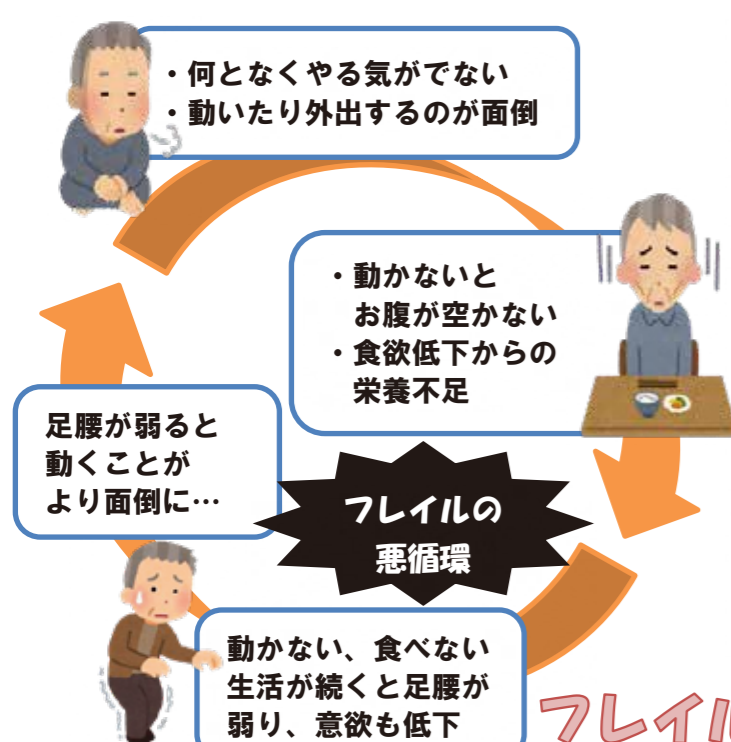 ・何となくやる気がでない
・動いたり外出するのが面倒
・動かないと
お腹が空かない
・食欲低下からの
栄養不足
フレイルの
悪循環
動かない、食べない
生活が続くと足腰が
弱り、意欲も低下
足腰が弱ると
動くことが
より面倒に…
フレイル